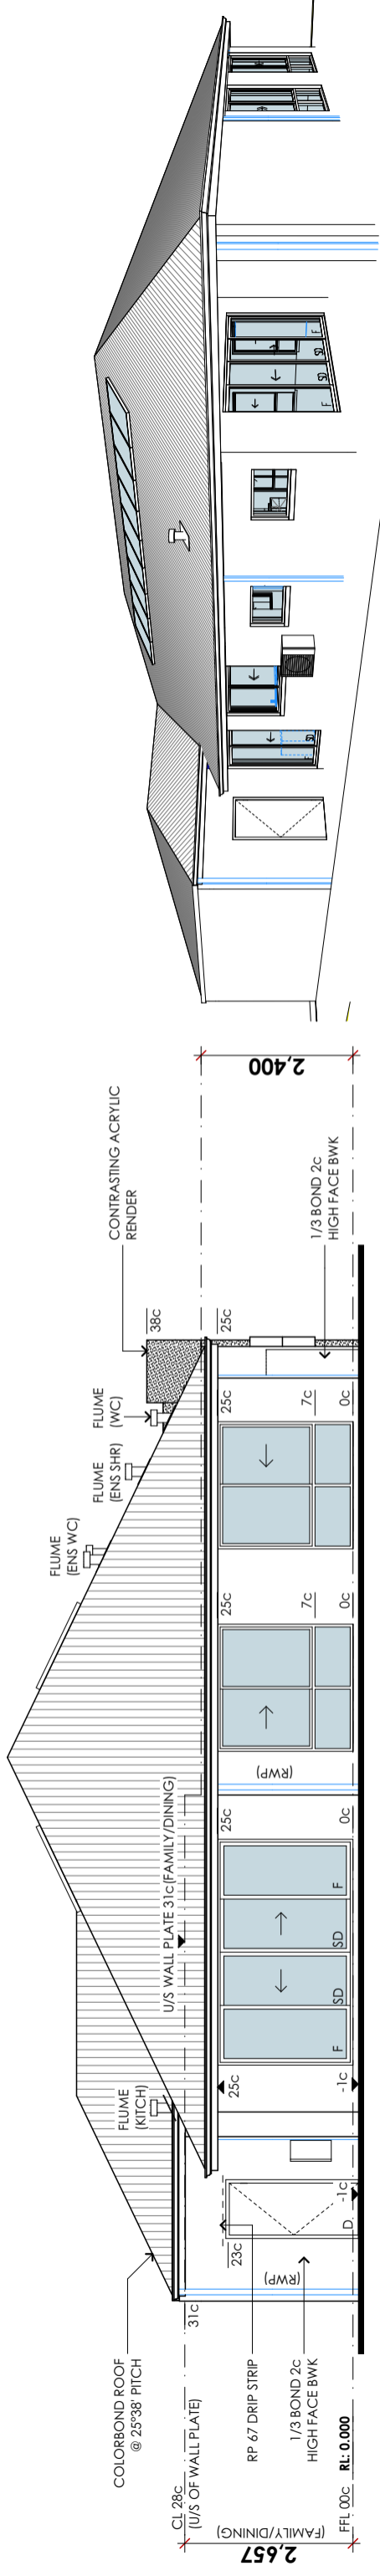 COLORBOND ROOF
@ 25°38' PITCH
CL 28c
(U/S OF WALL PLATE)
31c
RP 67 DRIP STRIP
1/3 BOND 2c
HIGH FACE BWK
FFL 00c RL: 0.000
2,657
(FAMILY/DINING)
(RWP)
23c
D
-1c
FLUME
(KITCH)
25c
-1c
F
SD
SD
F
U/S WALL PLATE 31c (FAMILY/DINING)
25c
0c
(RWP)
25c
7c
0c
FLUME
(ENS WC)
FLUME
(ENS SHR)
FLUME
(WC)
25c
7c
0c
38c
25c
CONTRASTING ACRYLIC
RENDER
1/3 BOND 2c
HIGH FACE BWK
2,400
F
SD
F
SD
SD
F